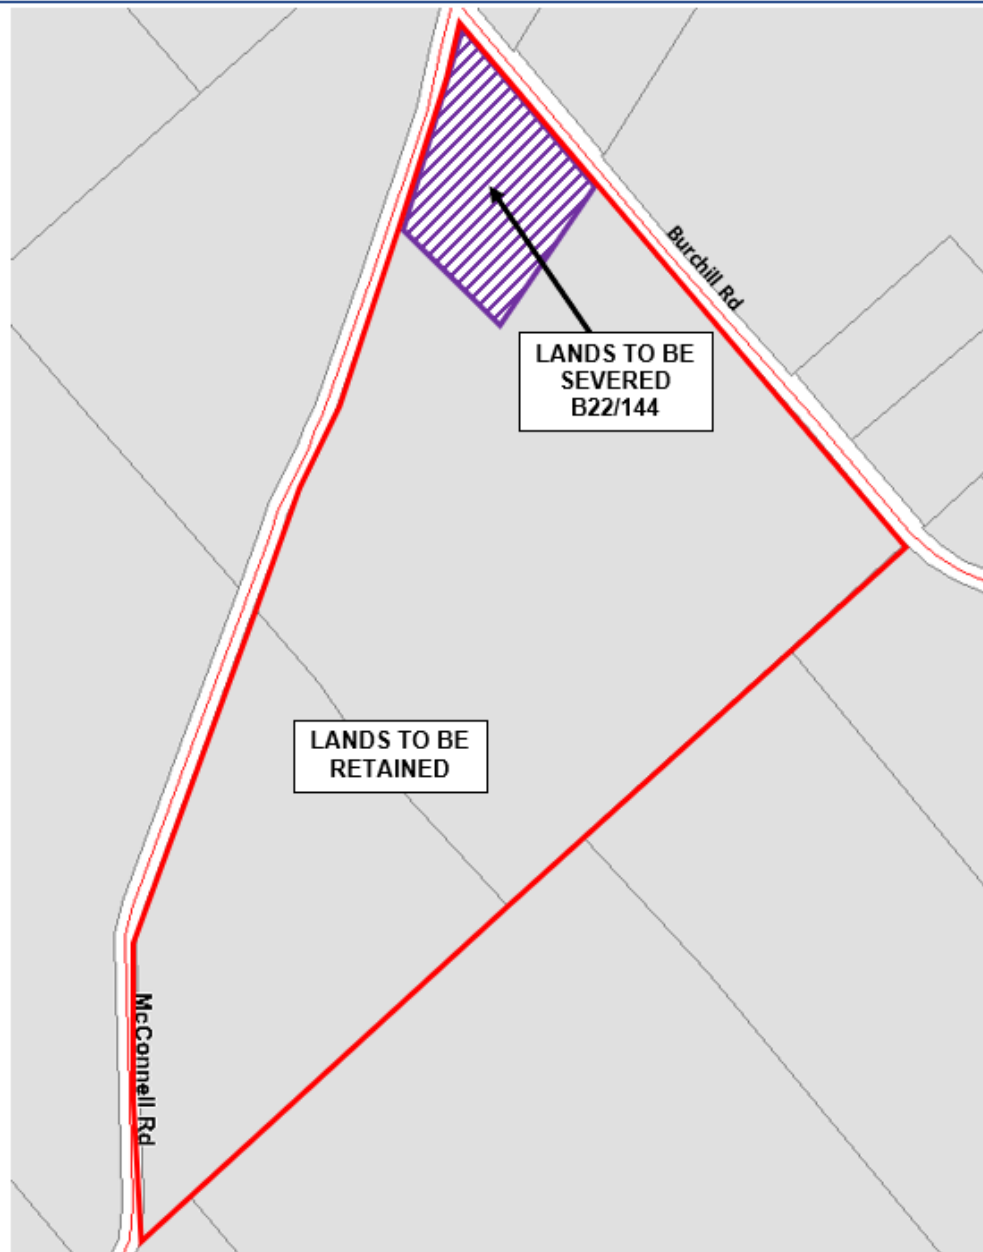 Burchill Rd
LANDS TO BE
SEVERED
B22/144
LANDS TO BE
RETAINED
McConnell Rd